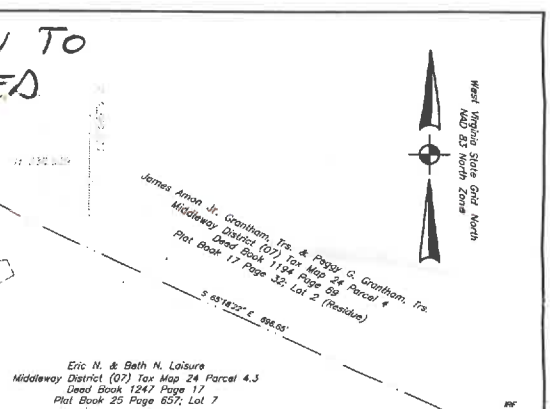 TO
ED
West Virginia State Grid North
NAD 83 North Zone
James Amon Jr. Grantham, Trs. & Peggy G. Grantham, Trs.
Middleway District (07) Tax Map 24 Parcel 4
Deed Book 1194 Page 69
Plat Book 17 Page 32; Lot 2 (Residue)
S 65°18'22" E 698.65'
Eric N. & Beth N. Loisure
Middleway District (07) Tax Map 24 Parcel 4.3
Deed Book 1247 Page 17
Plat Book 25 Page 657; Lot 7
IRF